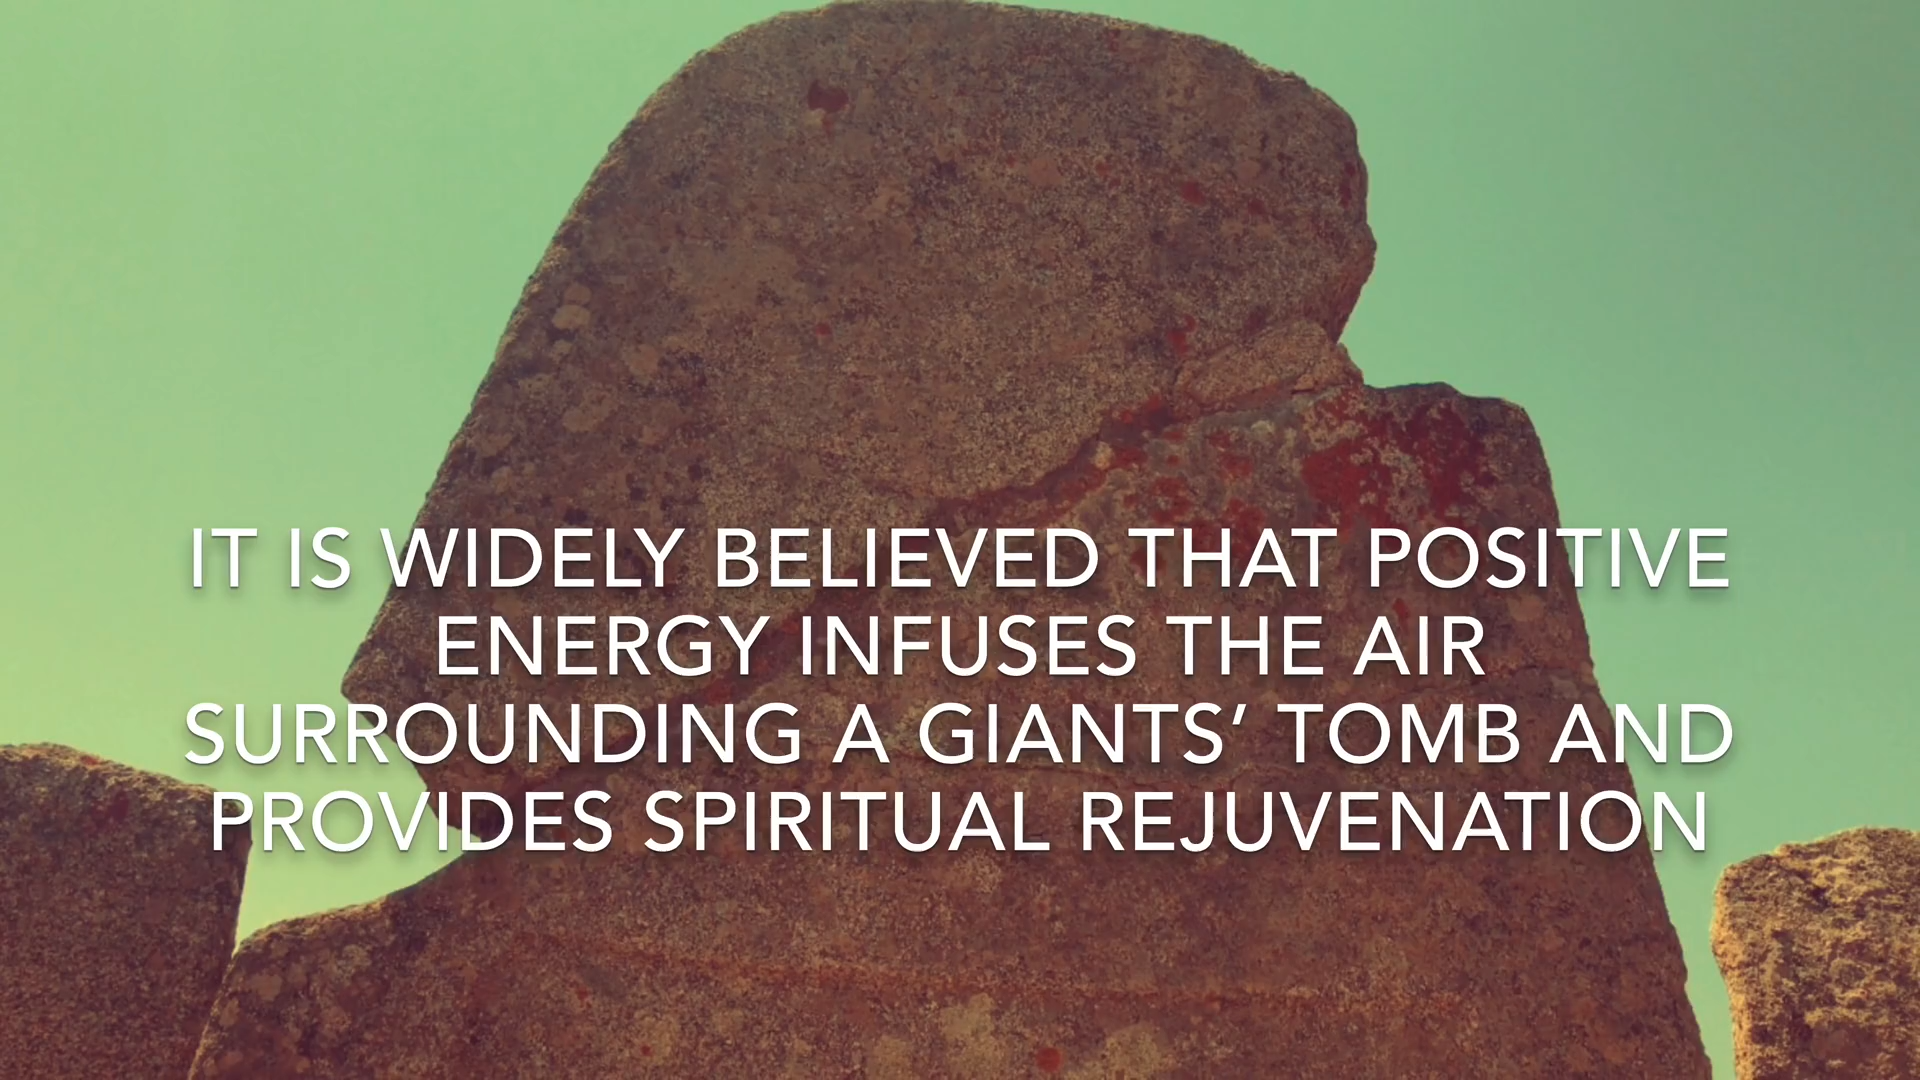 IT IS WIDELY BELIEVED THAT POSITIVE
ENERGY INFUSES THE AIR
SURROUNDING A GIANTS’ TOMB AND
PROVIDES SPIRITUAL REJUVENATION